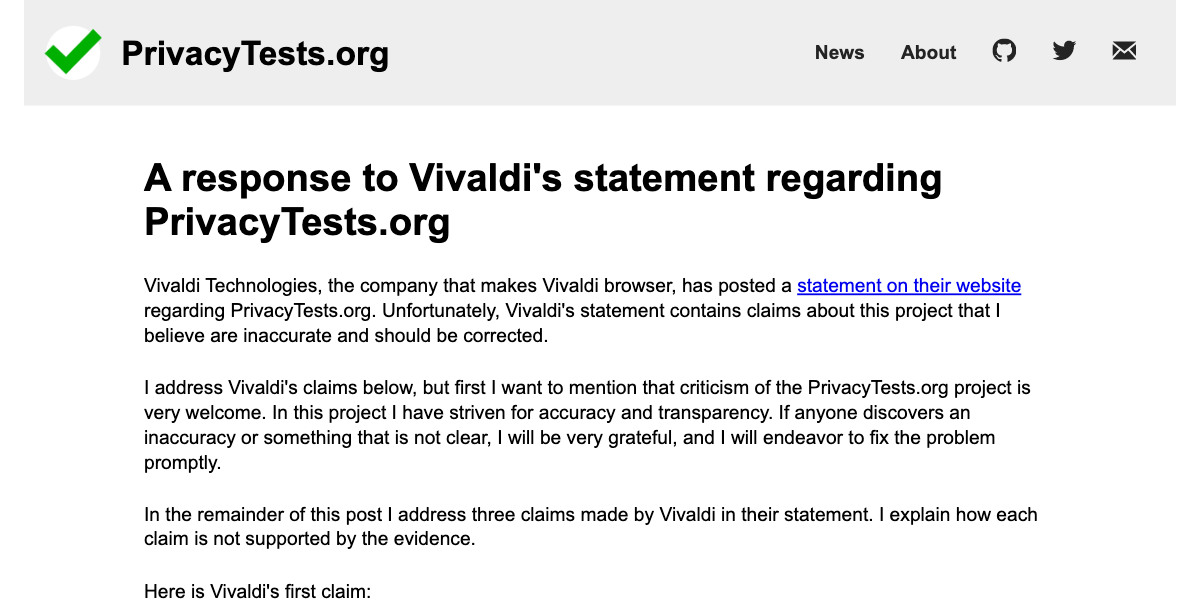 PrivacyTests.org
News About
A response to Vivaldi's statement regarding
PrivacyTests.org
Vivaldi Technologies, the company that makes Vivaldi browser, has posted a statement on their website
regarding PrivacyTests.org. Unfortunately, Vivaldi's statement contains claims about this project that I
believe are inaccurate and should be corrected.
I address Vivaldi's claims below, but first I want to mention that criticism of the PrivacyTests.org project is
very welcome. In this project I have striven for accuracy and transparency. If anyone discovers an
inaccuracy or something that is not clear, I will be very grateful, and I will endeavor to fix the problem
promptly.
In the remainder of this post I address three claims made by Vivaldi in their statement. I explain how each
claim is not supported by the evidence.
Here is Vivaldi's first claim: